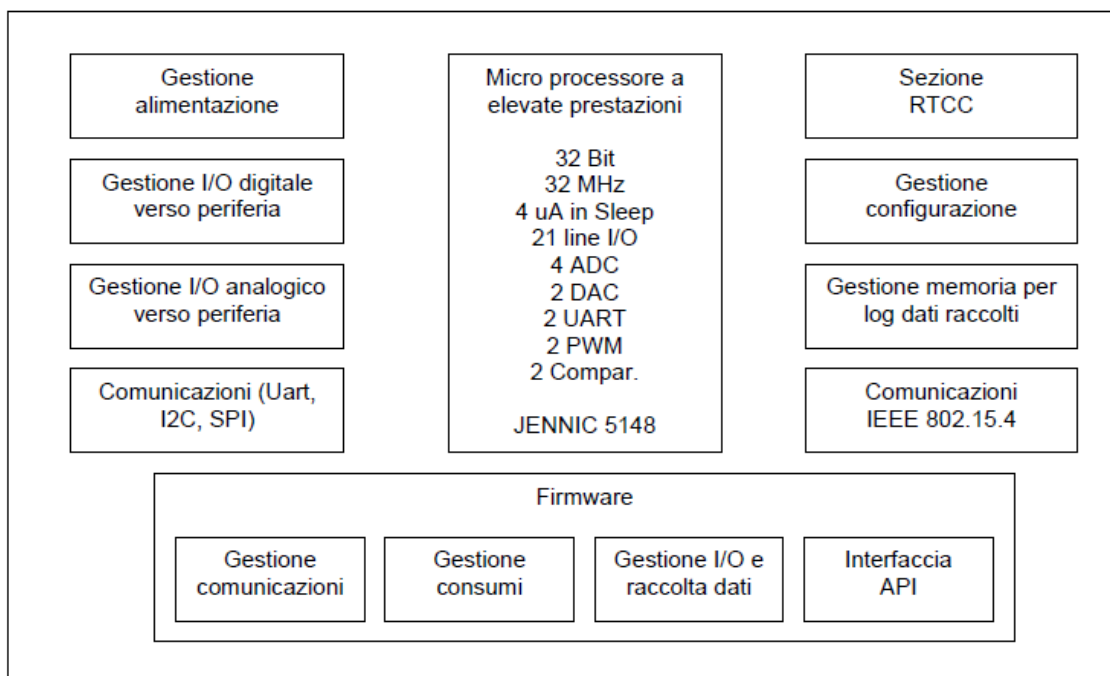 Gestione
alimentazione
Gestione I/O digitale
verso periferia
Gestione I/O analogico
verso periferia
Comunicazioni (Uart,
I2C, SPI)
Micro processore a
elevate prestazioni
32 Bit
32 MHz
4 uA in Sleep
21 line I/O
4 ADC
2 DAC
2 UART
2 PWM
2 Compar.
JENNIC 5148
Sezione
RTCC
Gestione
configurazione
Gestione memoria per
log dati raccolti
Comunicazioni
IEEE 802.15.4
Firmware
Gestione
comunicazioni
Gestione
consumi
Gestione I/O e
raccolta dati
Interfaccia
API